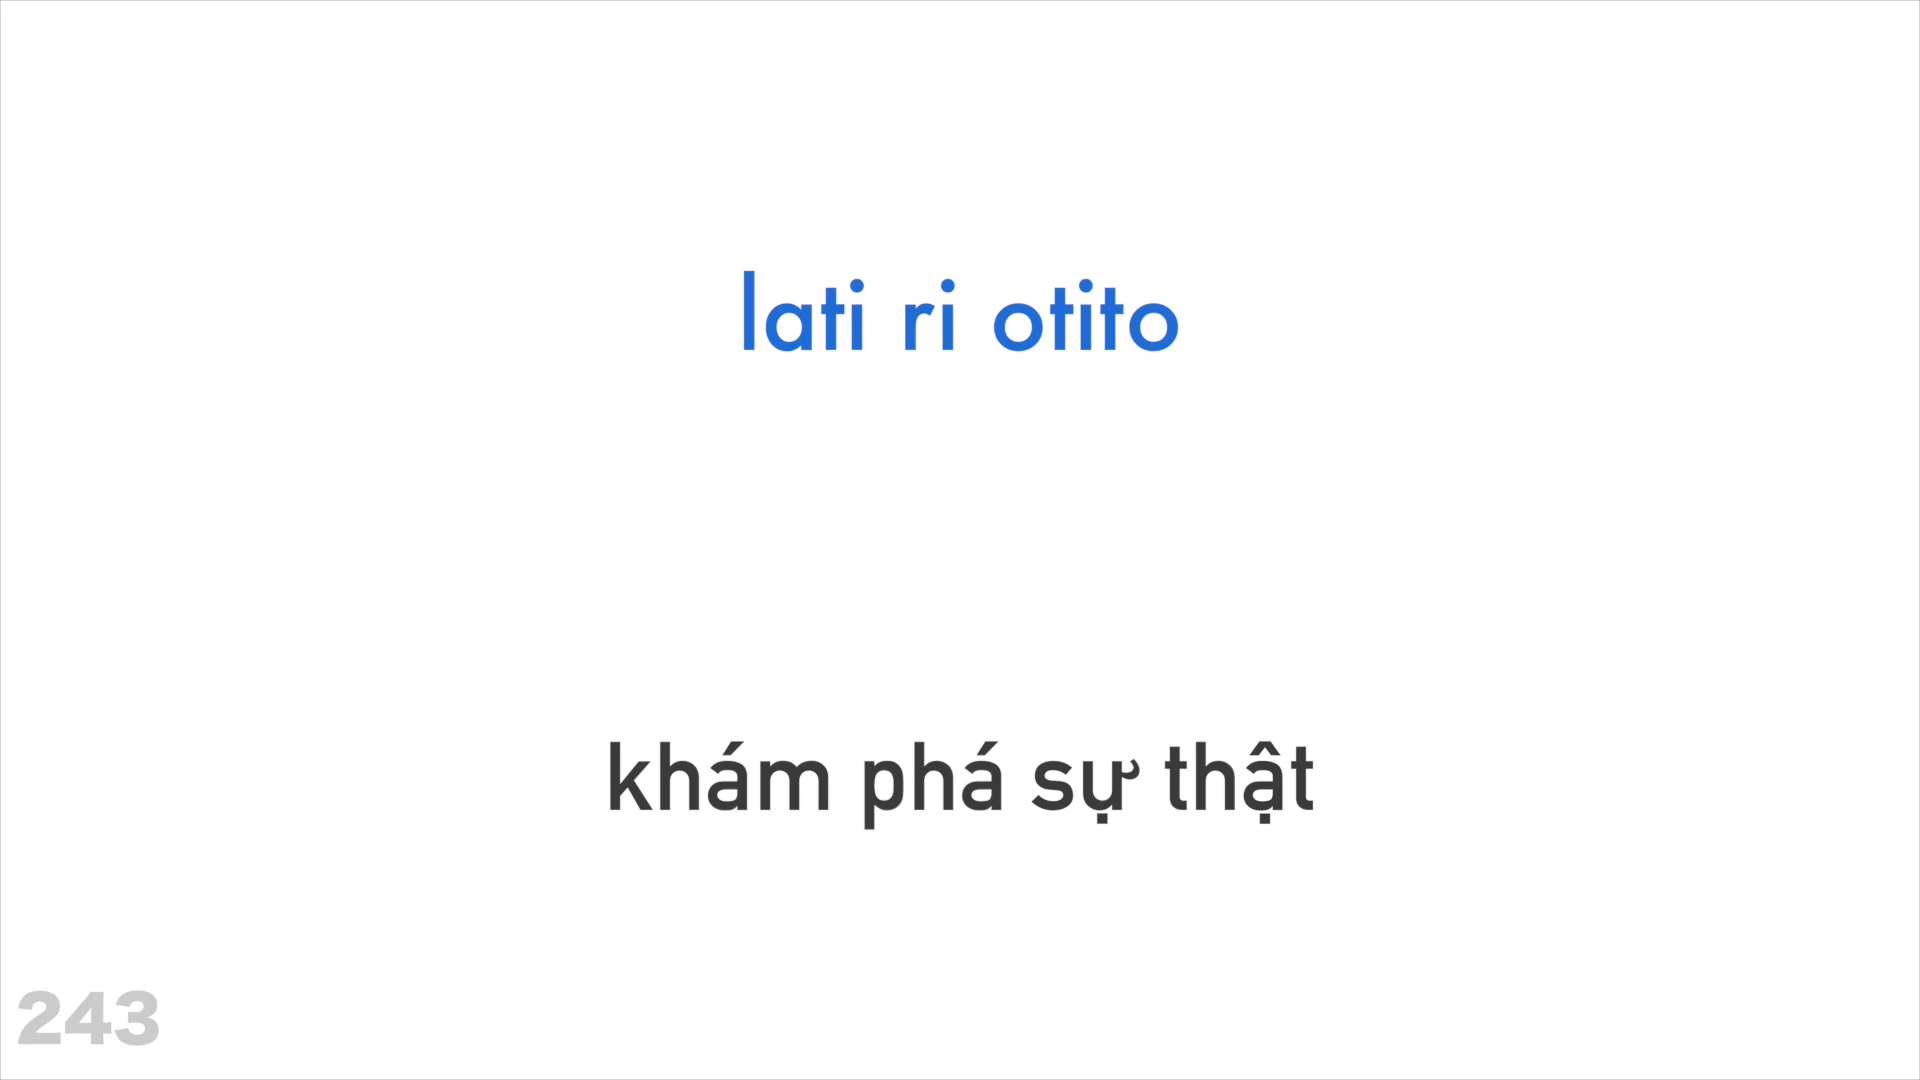 lati ri otito
khám phá sự thật
243